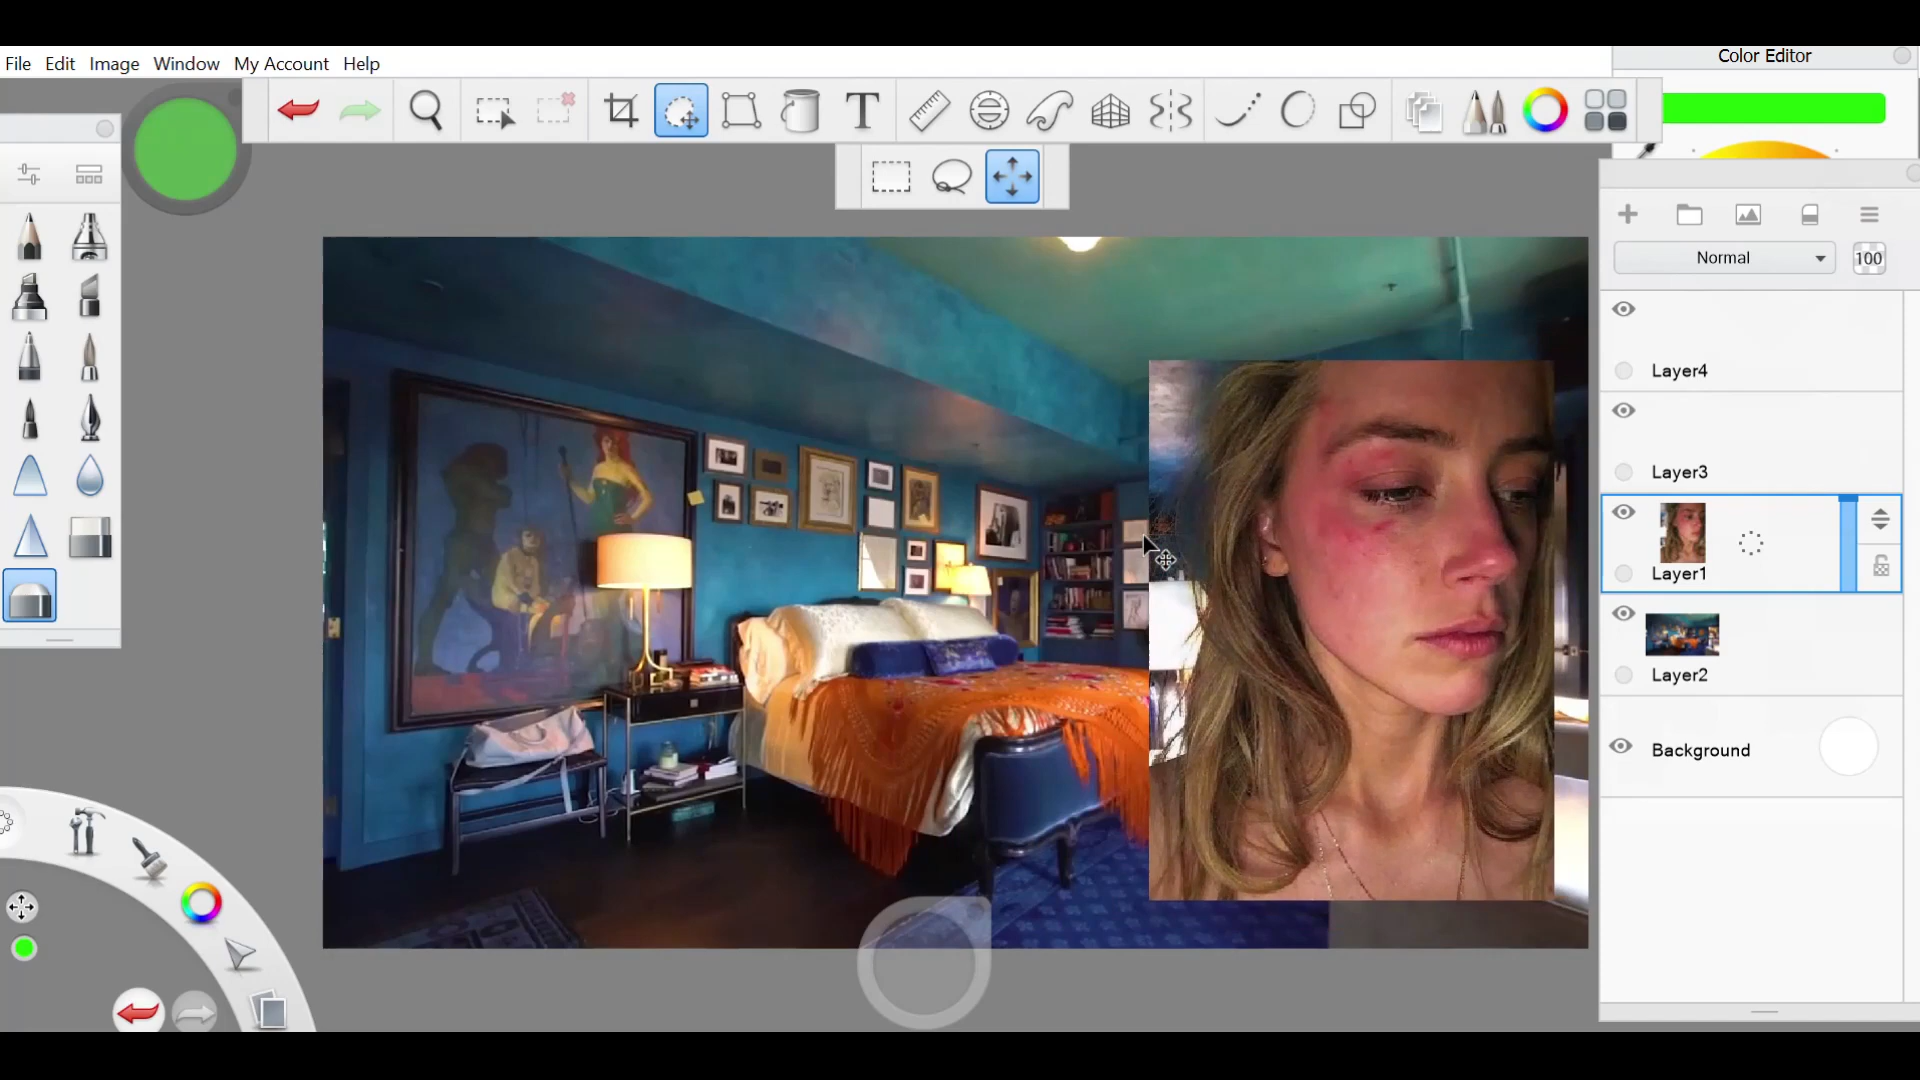 Color Editor
File Edit Image Window My Account Help
T
Normal 100
Layer4
Layer3
Layer1
Layer2
Background